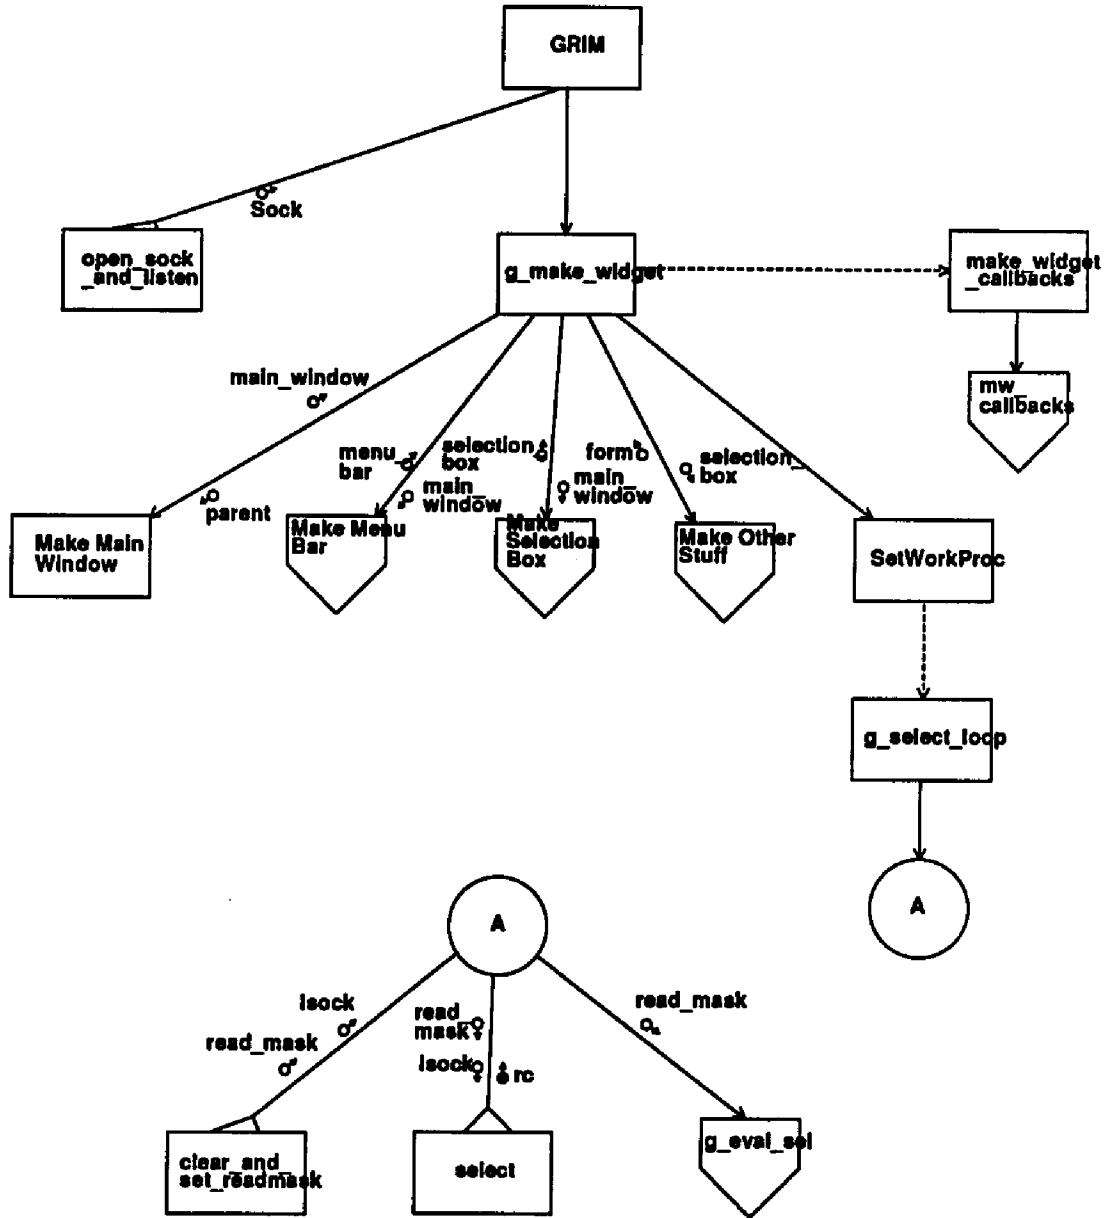 GRIM
Sock
open_sock
_and_listen
g_make_widget
make_widget
_callbacks
mw_
callbacks
main_window
parent
menu_
bar
main_
window
selection_
box
main_
window
form
selection_
box
Make Main
Window
Make Menu
Bar
Make
Selection
Box
Make Other
Stuff
SetWorkProc
g_select_loop
A
A
lsock
read_mask
read_
mask
lsock
rc
read_mask
clear_and_
set_readmask
select
g_eval_sel